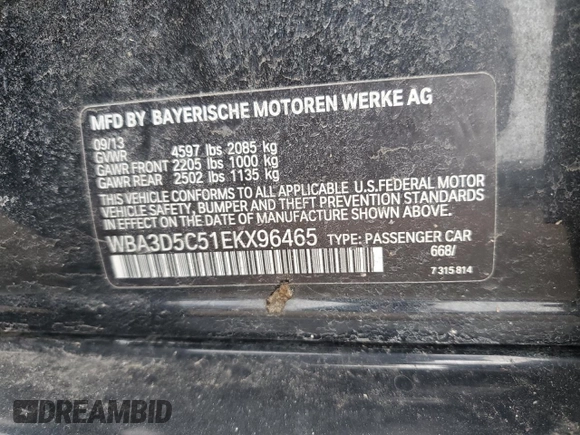 MFD BY BAYERISCHE MOTOREN WERKE AG
09/13
GVWR 4597 lbs 2085 kg
GAWR FRONT 2205 lbs 1000 kg
GAWR REAR 2502 lbs 1135 kg
THIS VEHICLE CONFORMS TO ALL APPLICABLE U.S.FEDERAL MOTOR
VEHICLE SAFETY, BUMPER AND THEFT PREVENTION STANDARDS
IN EFFECT ON THE DATE OF MANUFACTURE SHOWN ABOVE.
WBA3D5C51EKX96465 TYPE: PASSENGER CAR
668/
7 315 814
DREAMBID